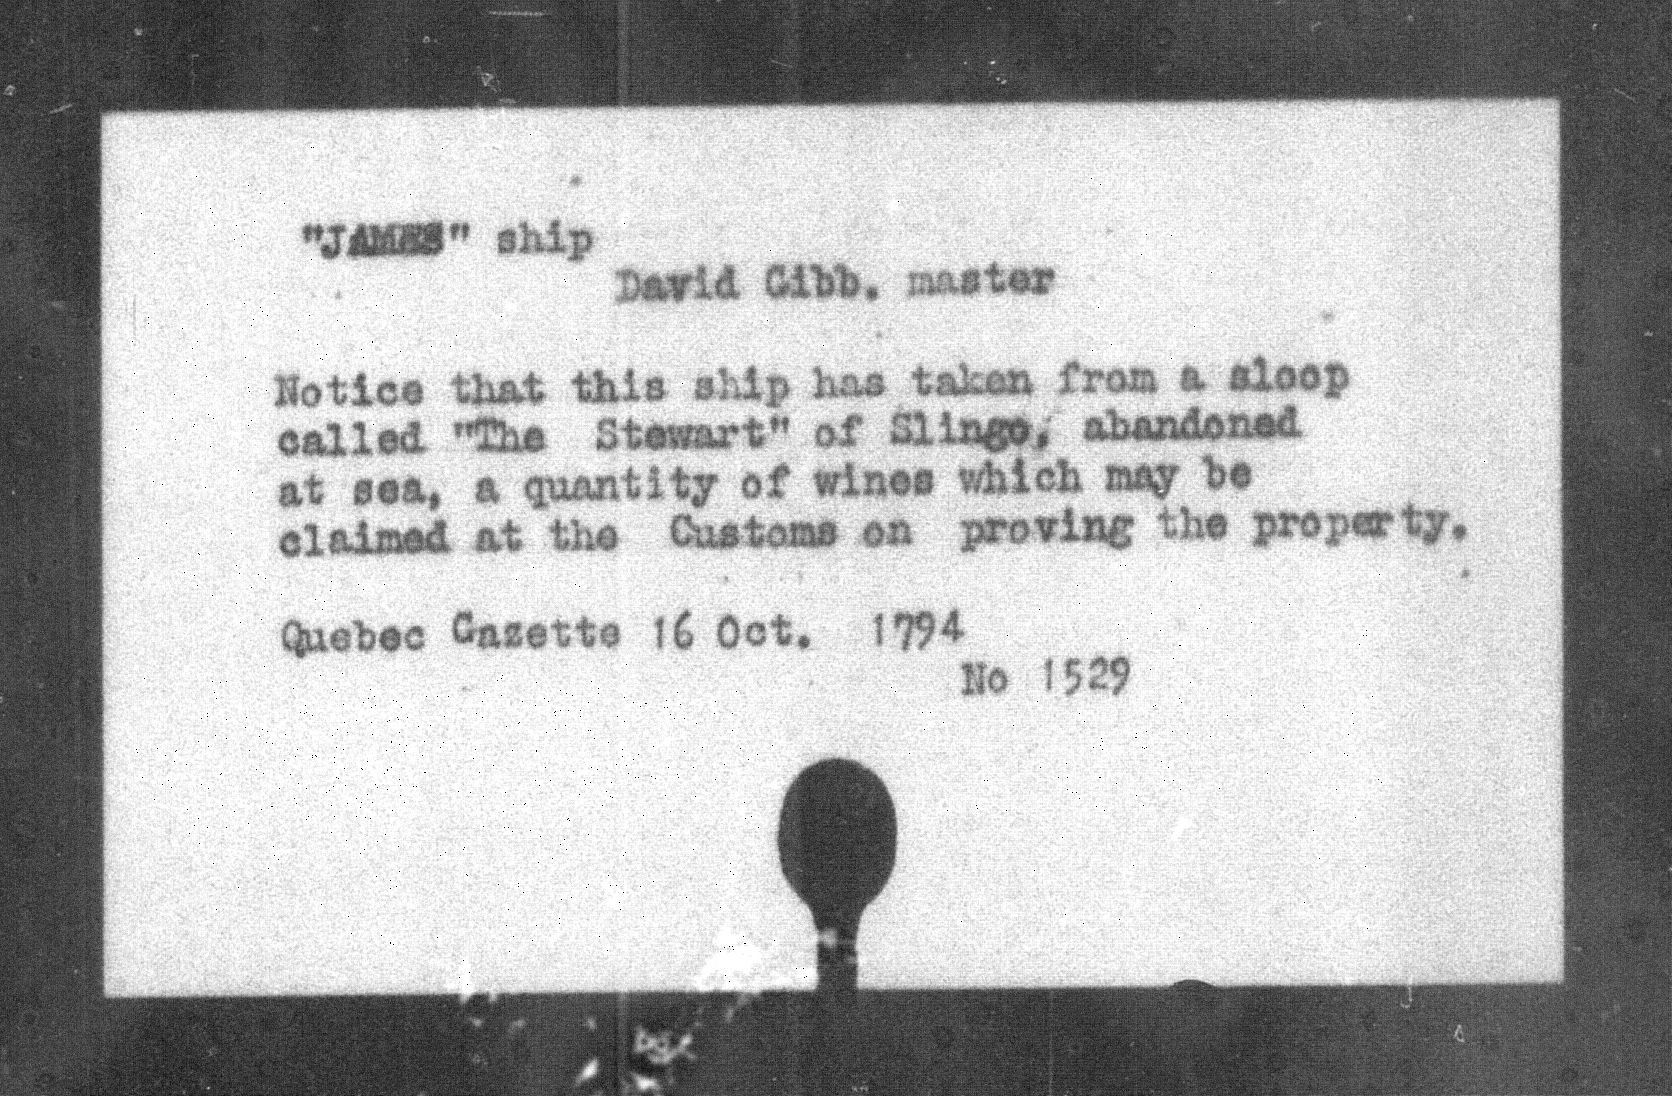 "JAMES" ship
David Gibb. master
Notice that this ship has taken from a sloop
called "The Stewart" of Slingo, abandoned
at sea, a quantity of wines which may be
claimed at the Customs on proving the property.
Quebec Gazette 16 Oct. 1794
No 1529